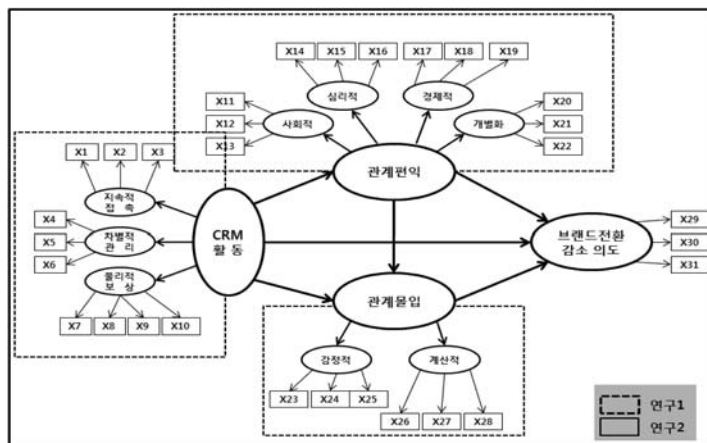 X14 X15 X16 X17 X18 X19
심리적 경제적
X11 X12 X13
사회적
개별화
X20 X21 X22
관계편익
X1 X2 X3
지속적
접 촉
X4 X5 X6
차별적
관 리
물리적
보 상
X7 X8 X9 X10
CRM
활 동
브랜드전환
감소 의도
X29 X30 X31
관계몰입
감정적 계산적
X23 X24 X25
X26 X27 X28
연구1
연구2